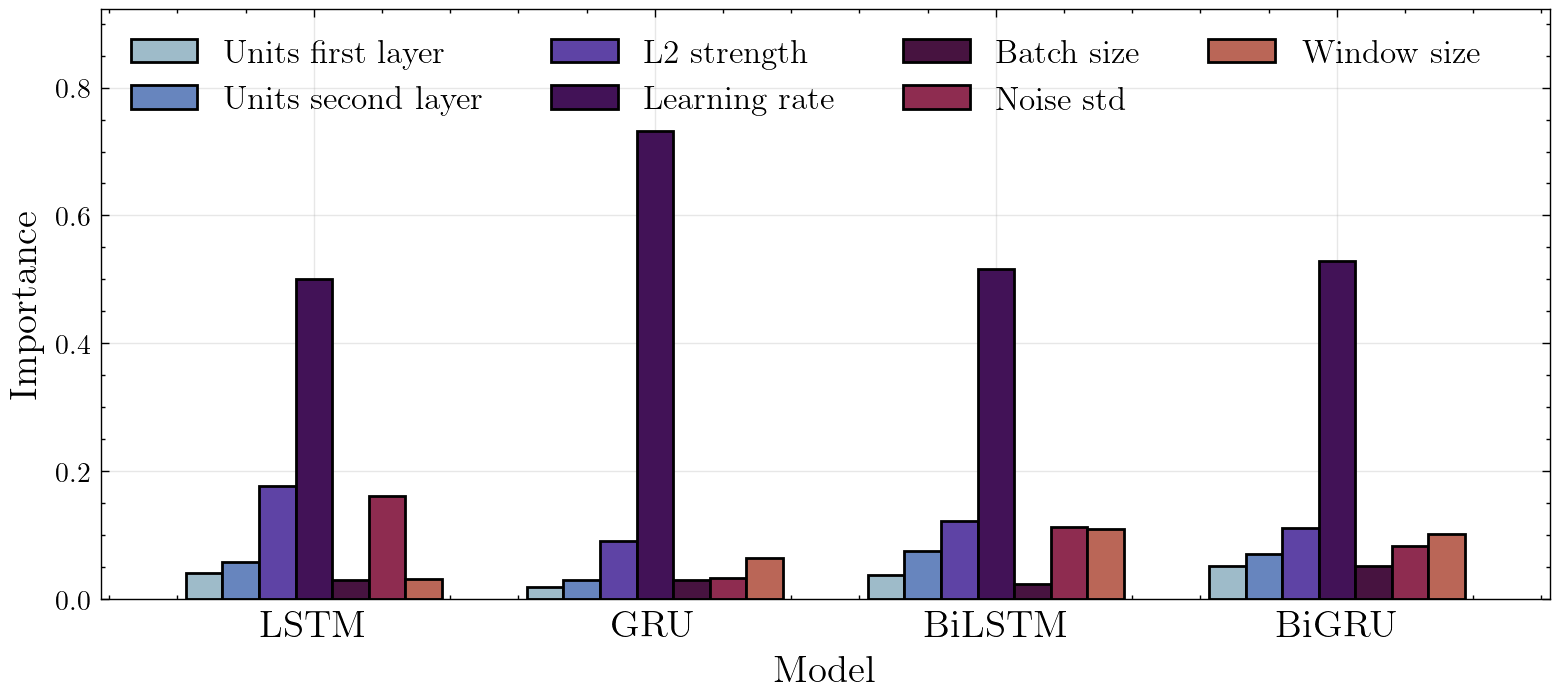 Units first layer
Units second layer
L2 strength
Learning rate
Batch size
Noise std
Window size
Importance
0.8
0.6
0.4
0.2
0.0
LSTM
GRU
BiLSTM
BiGRU
Model